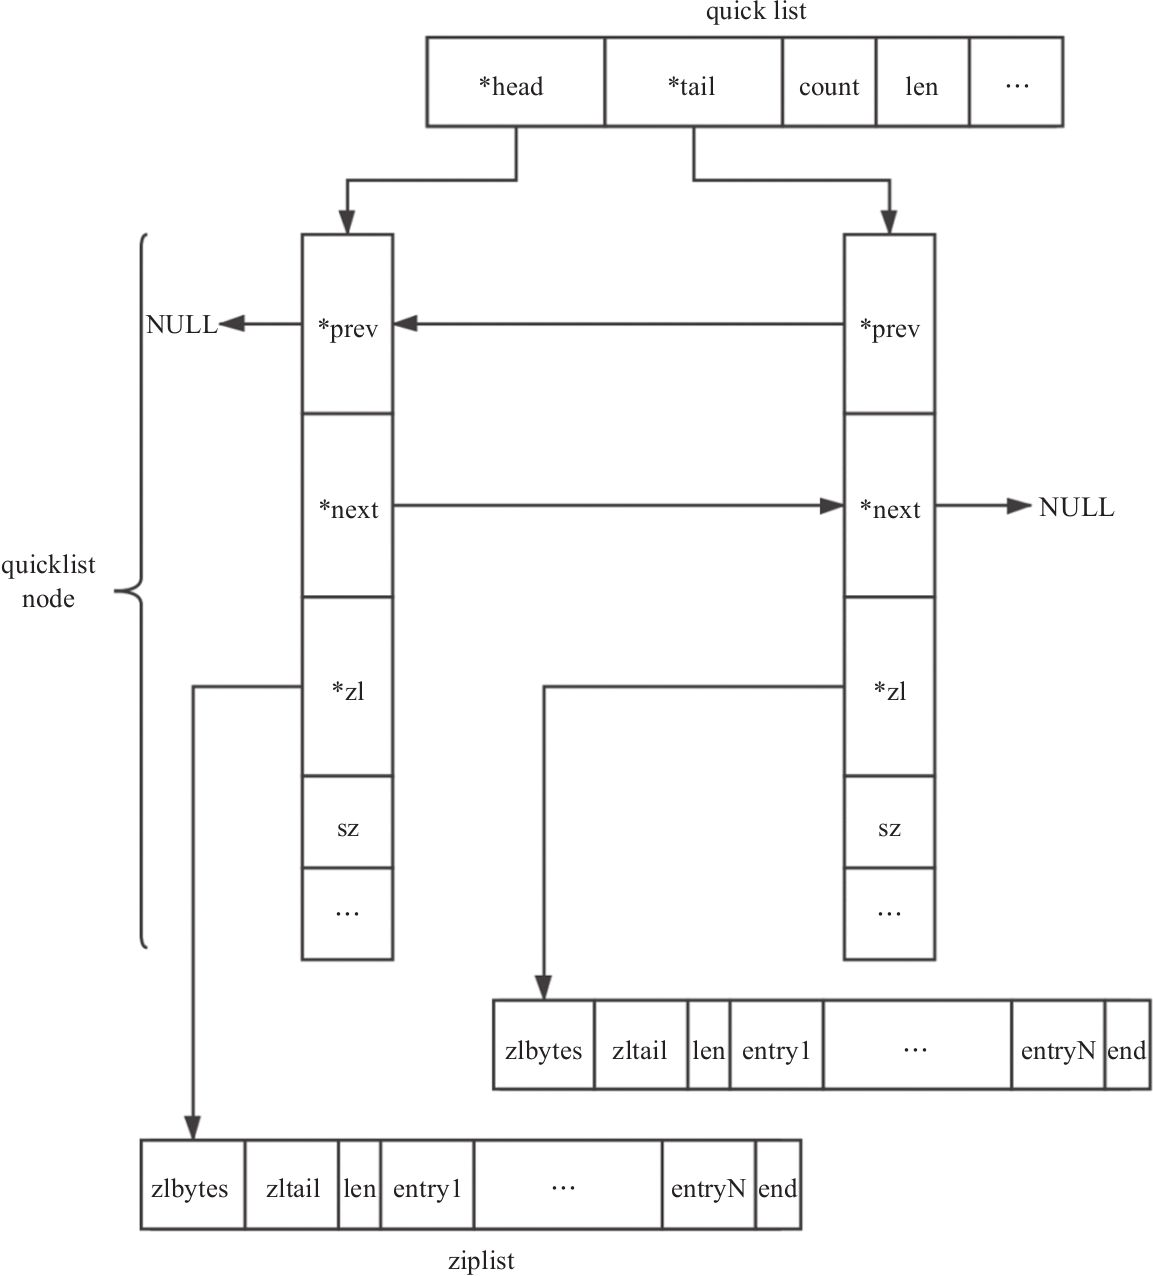 quick list
*head *tail count len ...
NULL *prev *prev
*next *next NULL
quicklist
node
*zl *zl
sz sz
... ...
zlbytes zltail len entry1 ... entryN end
zlbytes zltail len entry1 ... entryN end
ziplist